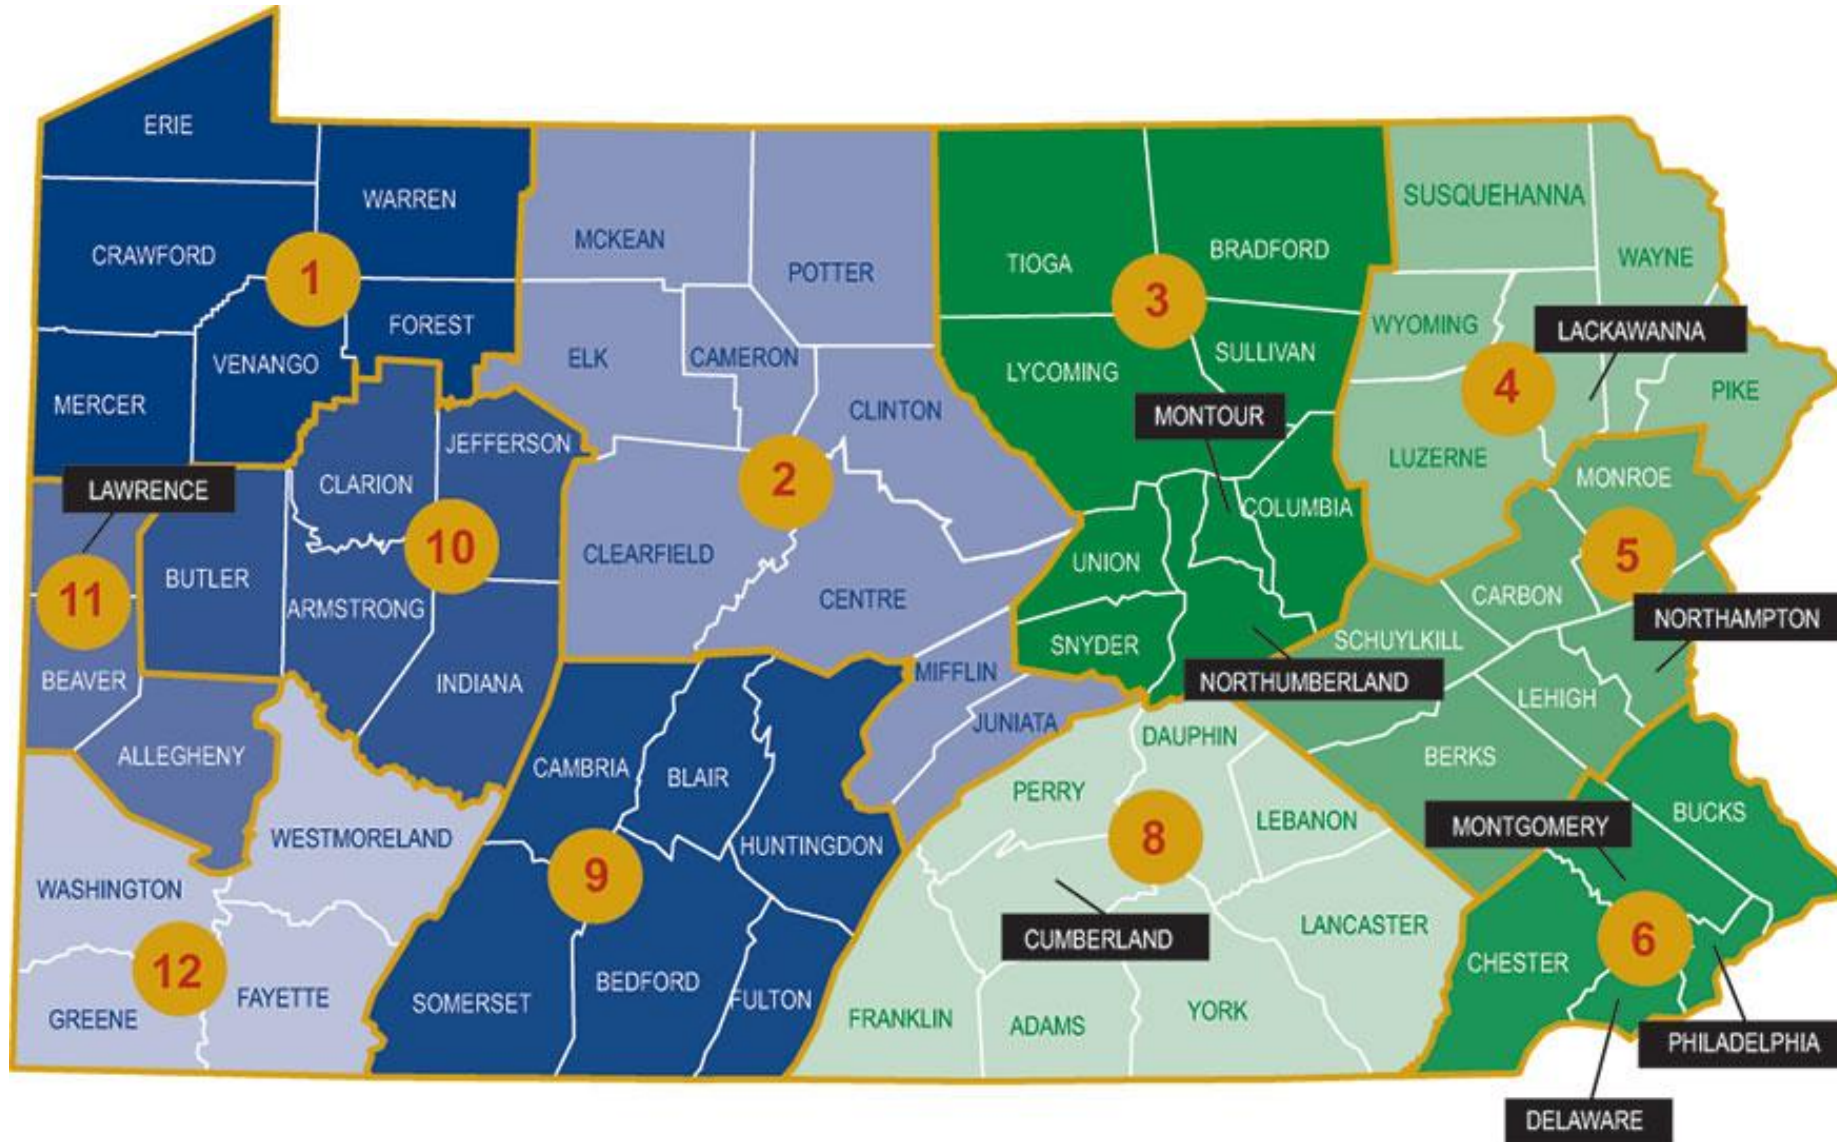 ERIE
WARREN
CRAWFORD
1
FOREST
VENANGO
MERCER
MCKEAN
POTTER
ELK
CAMERON
CLINTON
2
CLEARFIELD
CENTRE
MIFFLIN
JUNIATA
TIOGA
BRADFORD
3
LYCOMING
SULLIVAN
MONTOUR
COLUMBIA
UNION
SNYDER
NORTHUMBERLAND
SUSQUEHANNA
WAYNE
WYOMING
LACKAWANNA
4
PIKE
LUZERNE
MONROE
5
CARBON
NORTHAMPTON
SCHUYLKILL
LEHIGH
BERKS
JEFFERSON
CLARION
10
BUTLER
ARMSTRONG
INDIANA
LAWRENCE
11
BEAVER
ALLEGHENY
WESTMORELAND
WASHINGTON
12
GREENE
FAYETTE
CAMBRIA
BLAIR
HUNTINGDON
9
SOMERSET
BEDFORD
FULTON
DAUPHIN
PERRY
8
LEBANON
CUMBERLAND
LANCASTER
FRANKLIN
ADAMS
YORK
BUCKS
MONTGOMERY
6
CHESTER
PHILADELPHIA
DELAWARE